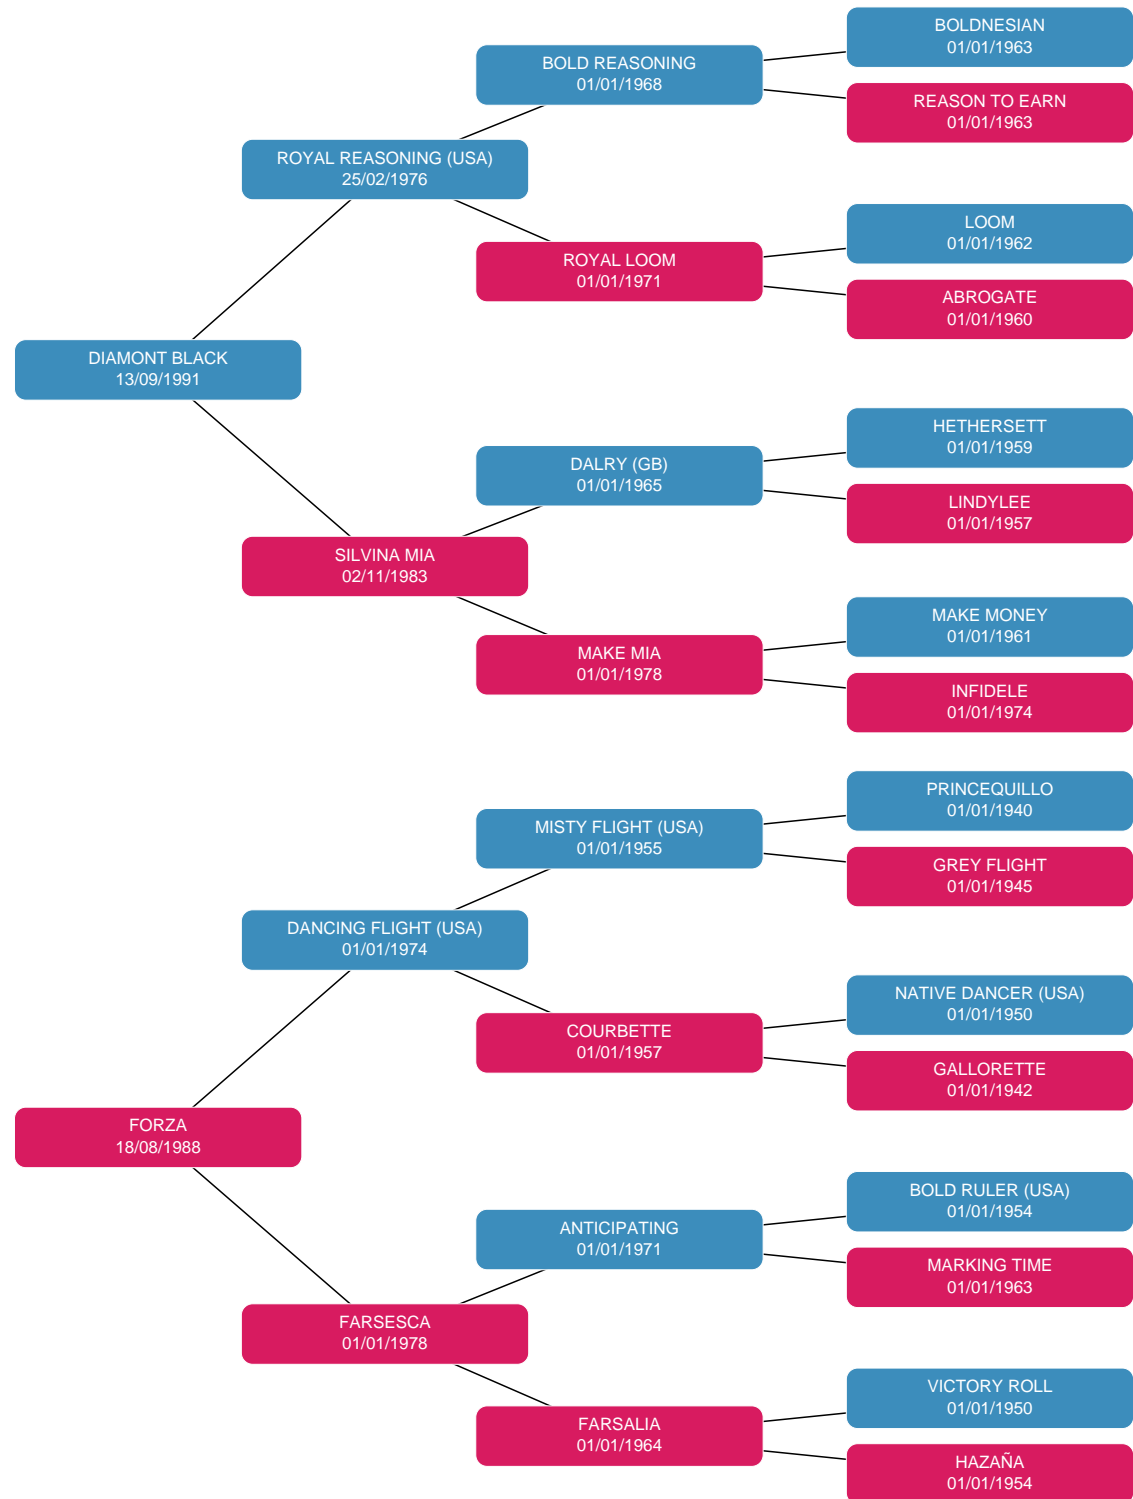 BOLDNESIAN
01/01/1963
BOLD REASONING
01/01/1968
REASON TO EARN
01/01/1963
ROYAL REASONING (USA)
25/02/1976
LOOM
01/01/1962
ROYAL LOOM
01/01/1971
ABROGATE
01/01/1960
DIAMONT BLACK
13/09/1991
HETHERSETT
01/01/1959
DALRY (GB)
01/01/1965
LINDYLEE
01/01/1957
SILVINA MIA
02/11/1983
MAKE MONEY
01/01/1961
MAKE MIA
01/01/1978
INFIDELE
01/01/1974
PRINCEQUILLO
01/01/1940
MISTY FLIGHT (USA)
01/01/1955
GREY FLIGHT
01/01/1945
DANCING FLIGHT (USA)
01/01/1974
NATIVE DANCER (USA)
01/01/1950
COURBETTE
01/01/1957
GALLORETTE
01/01/1942
FORZA
18/08/1988
BOLD RULER (USA)
01/01/1954
ANTICIPATING
01/01/1971
MARKING TIME
01/01/1963
FARSESCA
01/01/1978
VICTORY ROLL
01/01/1950
FARSALIA
01/01/1964
HAZAÑA
01/01/1954